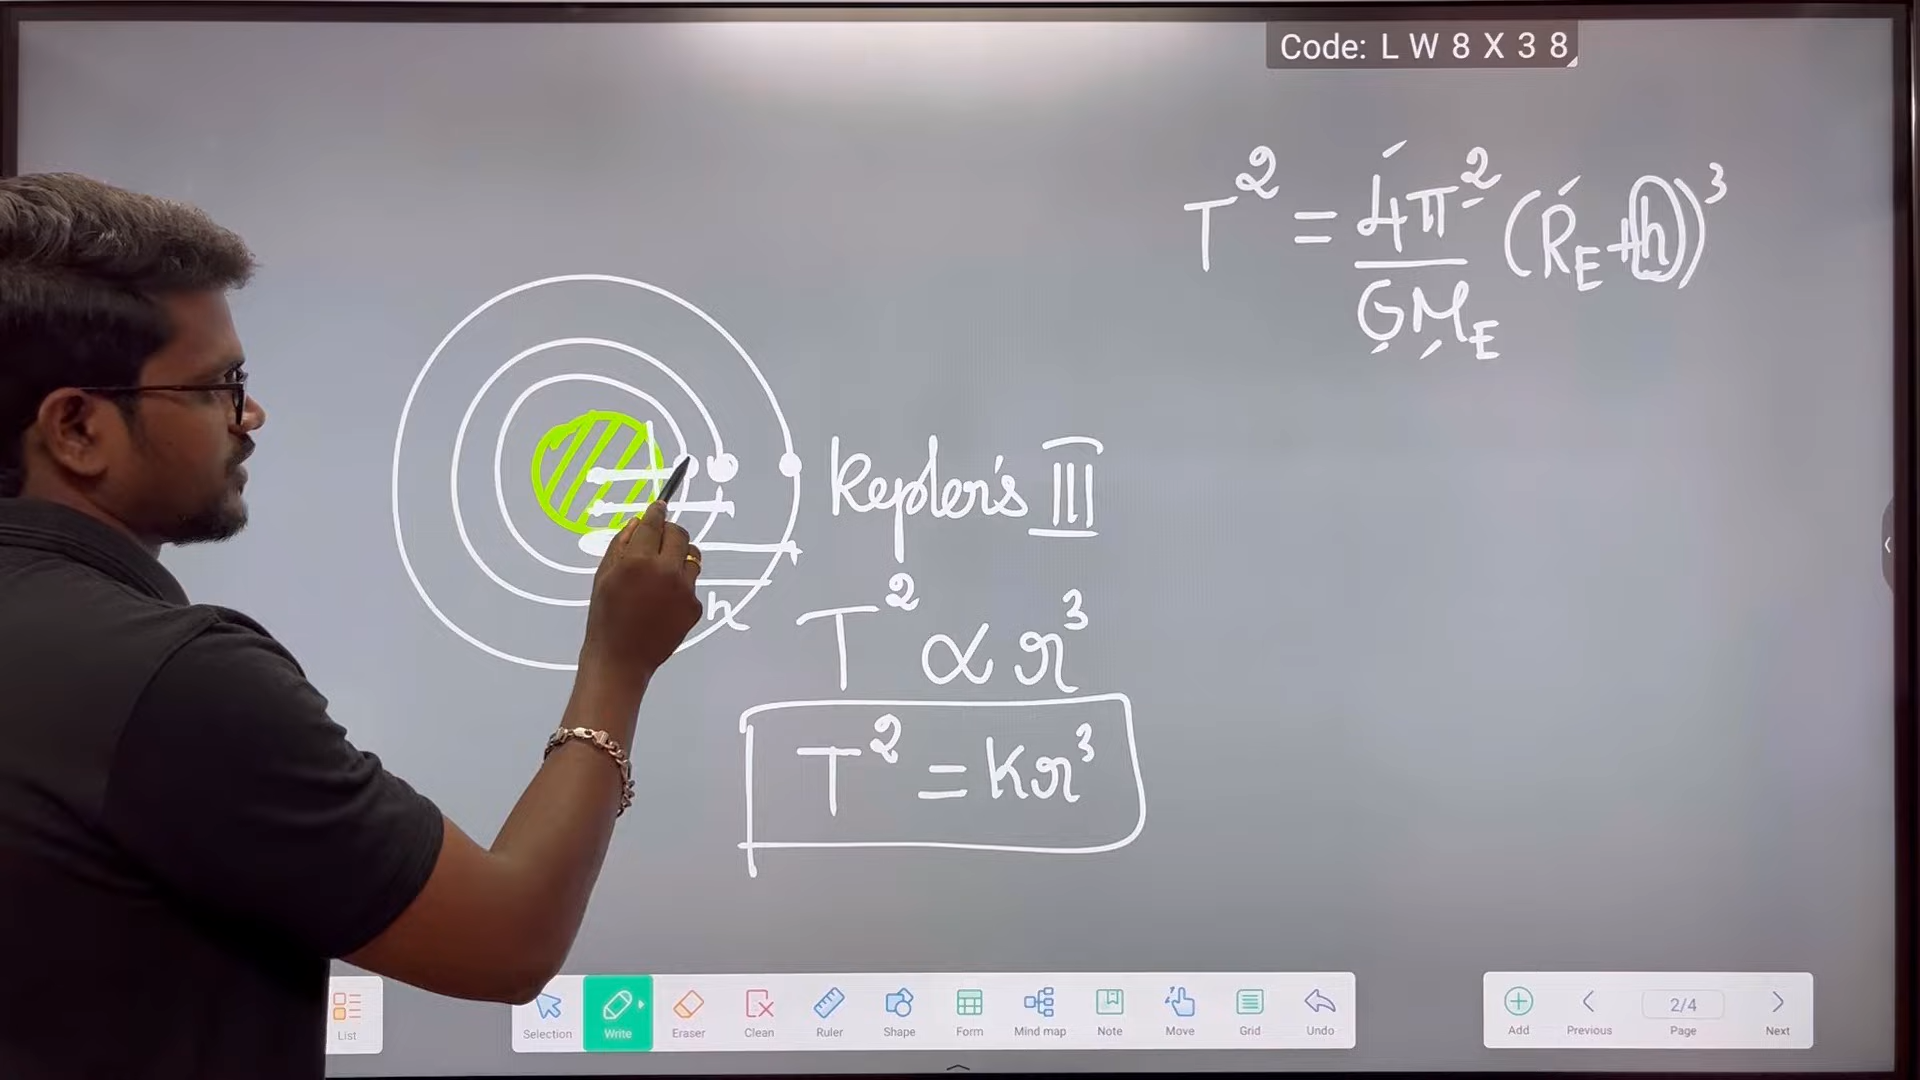 Code: L W 8 X 3 8
T² = 4π²/GM_E (R_E+h)³
Kepler's III
h
T² ∝ r³
T² = Kr³
List
Selection
Write
Eraser
Clean
Ruler
Shape
Form
Mind map
Note
Move
Grid
Undo
Add
Previous
2/4
Page
Next